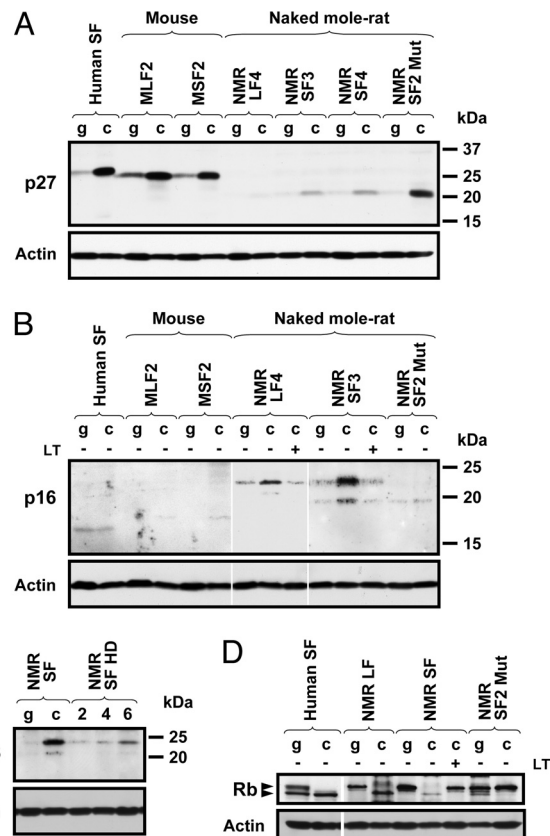 A
Mouse
Naked mole-rat
Human SF
MLF2
MSF2
NMR
LF4
NMR
SF3
NMR
SF4
NMR
SF2 Mut
g c g c g c g c g c g c g c
kDa
p27
37
25
20
15
Actin
B
Mouse
Naked mole-rat
Human SF
MLF2
MSF2
NMR
LF4
NMR
SF3
NMR
SF2 Mut
g c g c g c g c c g c c g c
LT - - - - - - - - + - - + - -
kDa
p16
25
20
15
Actin
NMR
SF
NMR
SF HD
g c 2 4 6
kDa
25
20
D
Human SF
NMR LF
NMR SF
NMR
SF2 Mut
g c g c g c c g c
- - - - - - + - - LT
Rb
Actin